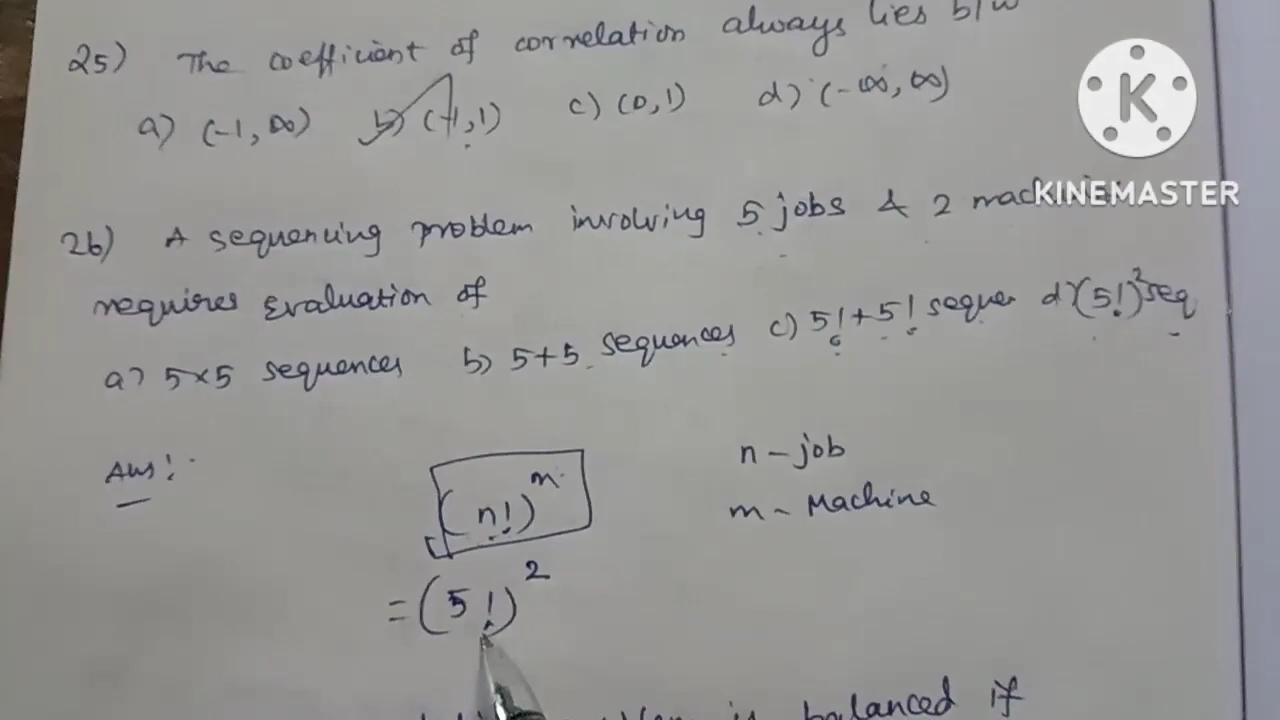 25) The coefficient of correlation always lies b/w
a) (-1, ∞) b) (-1, 1) c) (0, 1) d) (-∞, ∞)
K
KINEMASTER
26) A sequencing problem involving 5 jobs & 2
requires Evaluation of
a) 5×5 sequences b) 5+5 sequences c) 5!+5! seque d) (5!)² seq
Ans:
(n!)^m
n - job
m - Machine
= (5!)²
is balanced if